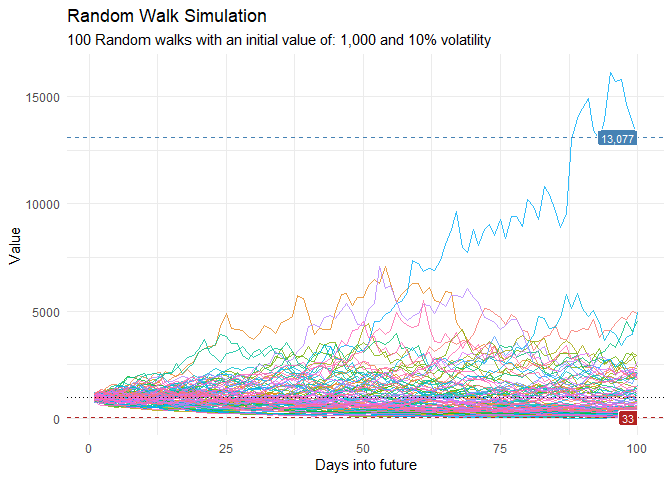 Random Walk Simulation
100 Random walks with an initial value of: 1,000 and 10% volatility
15000
10000
5000
0
Value
13,077
33
0
25
50
75
100
Days into future